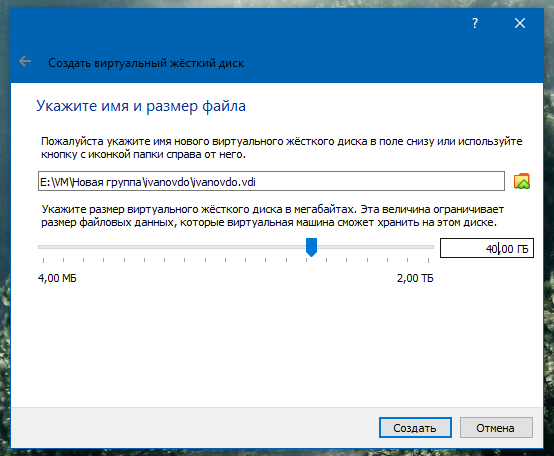 ?
Создать виртуальный жёсткий диск
Укажите имя и размер файла
Пожалуйста укажите имя нового виртуального жёсткого диска в поле снизу или используйте
кнопку с иконкой папки справа от него.
E:\VM\Новая группа\ivanovdo\ivanovdo.vdi
Укажите размер виртуального жёсткого диска в мегабайтах. Эта величина ограничивает
размер файловых данных, которые виртуальная машина сможет хранить на этом диске.
40,00 ГБ
4,00 МБ 2,00 ТБ
Создать Отмена